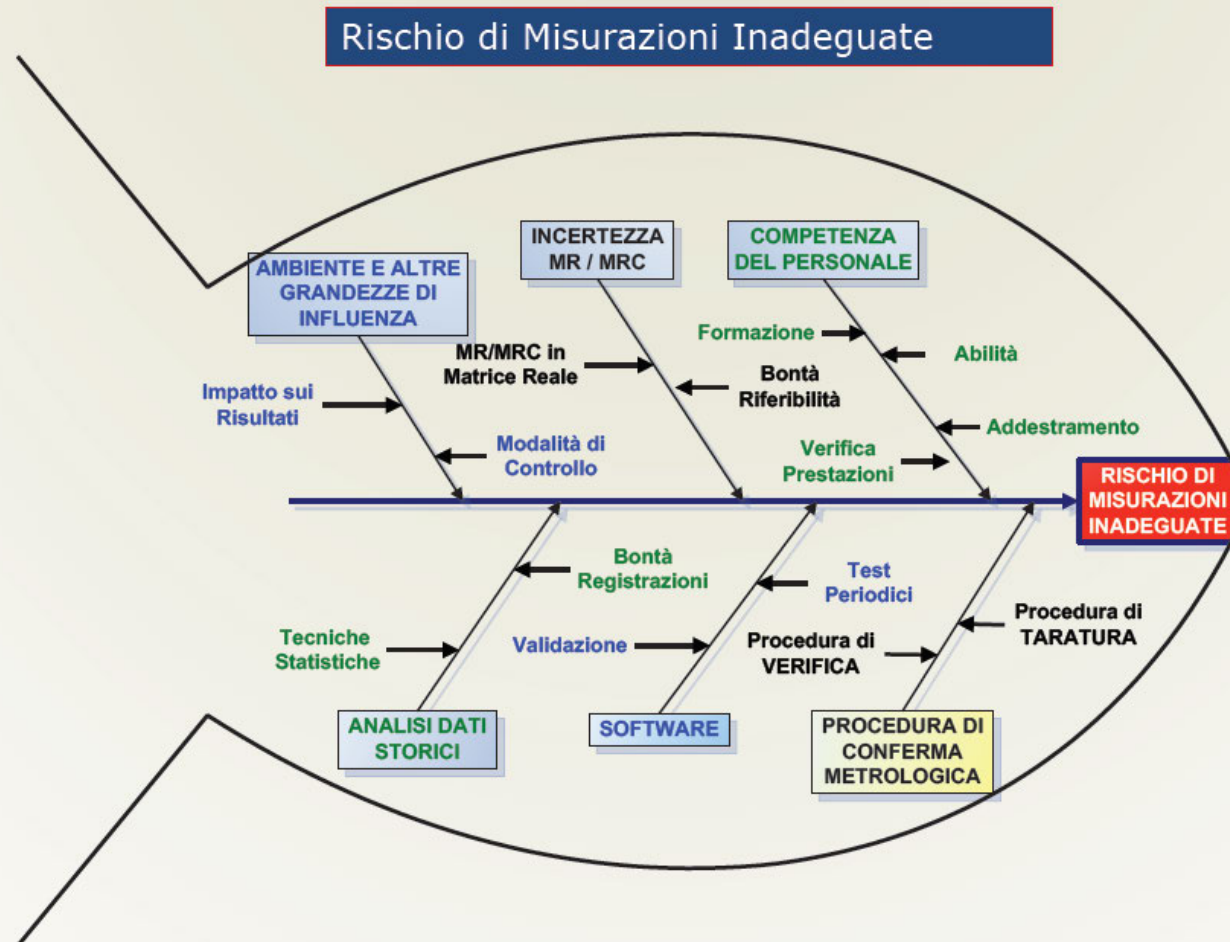 Rischio di Misurazioni Inadeguate
INCERTEZZA
MR / MRC
COMPETENZA
DEL PERSONALE
AMBIENTE E ALTRE
GRANDEZZE DI
INFLUENZA
Formazione
Abilità
MR/MRC in
Matrice Reale
Bontà
Riferibilità
Impatto sui
Risultati
Addestramento
Modalità di
Controllo
Verifica
Prestazioni
RISCHIO DI
MISURAZIONI
INADEGUATE
Bontà
Registrazioni
Test
Periodici
Procedura di
TARATURA
Tecniche
Statistiche
Validazione
Procedura di
VERIFICA
ANALISI DATI
STORICI
SOFTWARE
PROCEDURA DI
CONFERMA
METROLOGICA